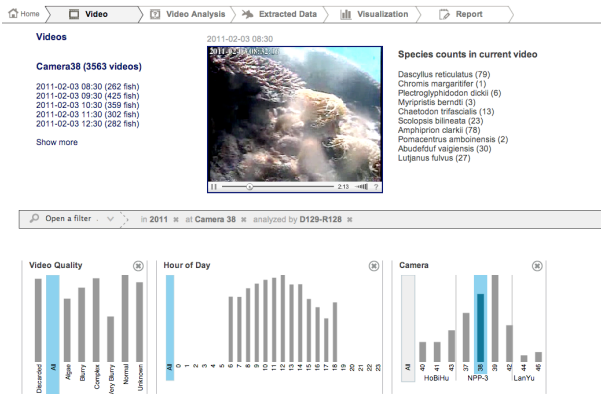 Home
Video
Video Analysis
Extracted Data
Visualization
Report
Videos
Camera38 (3563 videos)
2011-02-03 08:30 (262 fish)
2011-02-03 09:30 (425 fish)
2011-02-03 10:30 (359 fish)
2011-02-03 11:30 (302 fish)
2011-02-03 12:30 (282 fish)
Show more
2011-02-03 08:30
2:13
?
Species counts in current video
Dascyllus reticulatus (79)
Chromis margaritifer (1)
Plectroglyphidodon dickii (6)
Myripristis berndti (3)
Chaetodon trifascialis (13)
Scolopsis bilineata (23)
Amphiprion clarkii (78)
Pomacentrus amboinensis (2)
Abudefduf vaigiensis (30)
Lutjanus fulvus (27)
Open a filter
in 2011 at Camera 38 analyzed by D129-R128
Video Quality
Discarded
All
Algae
Blurry
Complex
Very Blurry
Normal
Unknown
Hour of Day
All
0
1
2
3
4
5
6
7
8
9
10
11
12
13
14
15
16
17
18
19
20
21
22
23
Camera
All
40
41
43
37
38
39
42
44
46
HoBiHu
NPP-3
LanYu